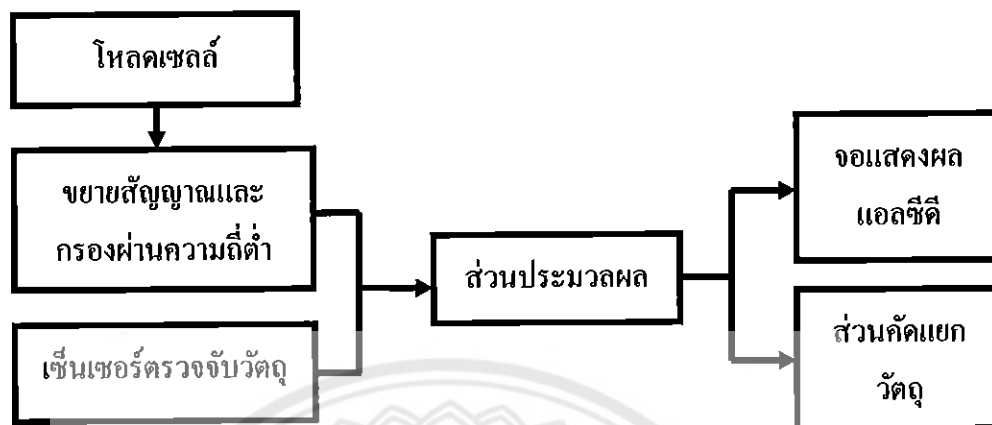 โหลดเซลล์
ขยายสัญญาณและ
กรองผ่านความถี่ต่ำ
เซ็นเซอร์ตรวจจับวัตถุ
ส่วนประมวลผล
จอแสดงผล
แอลซีดี
ส่วนคัดแยก
วัตถุ